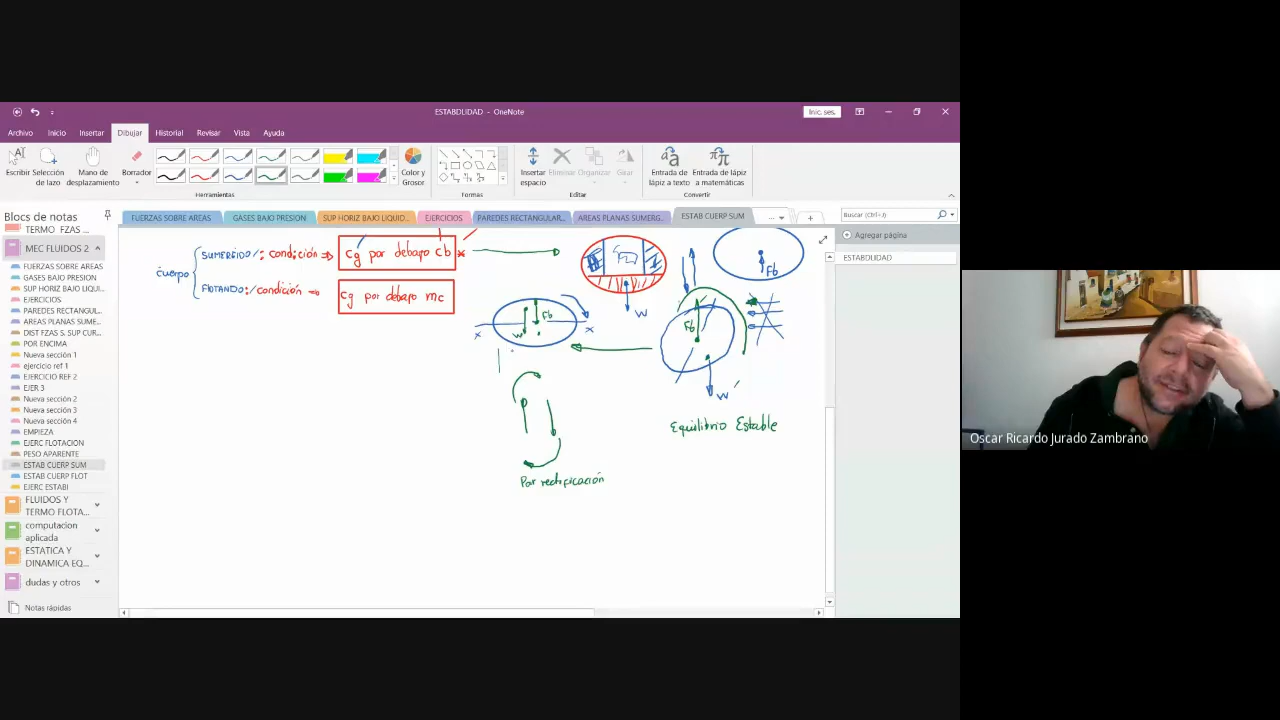 ESTABDLIDAD - OneNote
Inic. ses.
Archivo
Inicio
Insertar
Dibujar
Historial
Revisar
Vista
Ayuda
Escribir
Selección de lazo
Mano de desplazamiento
Borrador
Color y Grosor
Insertar espacio
Eliminar
Organizar
Girar
Entrada de lápiz a texto
Entrada de lápiz a matemáticas
Herramientas
Formas
Editar
Convertir
Blocs de notas
FUERZAS SOBRE AREAS
GASES BAJO PRESION
SUP HORIZ BAJO LIQUID...
EJERCICIOS
PAREDES RECTANGULAR...
AREAS PLANAS SUMERG...
ESTAB CUERP SUM
...
Buscar (Ctrl+J)
TERMO FZAS
MEC FLUIDOS 2
FUERZAS SOBRE AREAS
GASES BAJO PRESION
SUP HORIZ BAJO LIQUI...
EJERCICIOS
PAREDES RECTANGULAR...
AREAS PLANAS SUME...
DIST FZAS S. SUP CUR...
POR ENCIMA
Nueva sección 1
ejercicio ref 1
EJERCICIO REF 2
EJER 3
Nueva sección 2
Nueva sección 3
Nueva sección 4
EMPIEZA
EJERC FLOTACION
PESO APARENTE
ESTAB CUERP SUM
ESTAB CUERP FLOT
EJERC ESTABI
FLUIDOS Y TERMO FLOTA...
computacion aplicada
ESTATICA Y DINAMICA EQ...
dudas y otros
Notas rápidas
Agregar página
ESTABLIDAD
cuerpo
SUMERGIDO/: condición
cg por debajo cb
FLOTANDO:/condición
cg por debajo mc
W
Fb
x
W
Fb
x
Fb
W
Equilibrio Estable
Par rectificación
Oscar Ricardo Jurado Zambrano